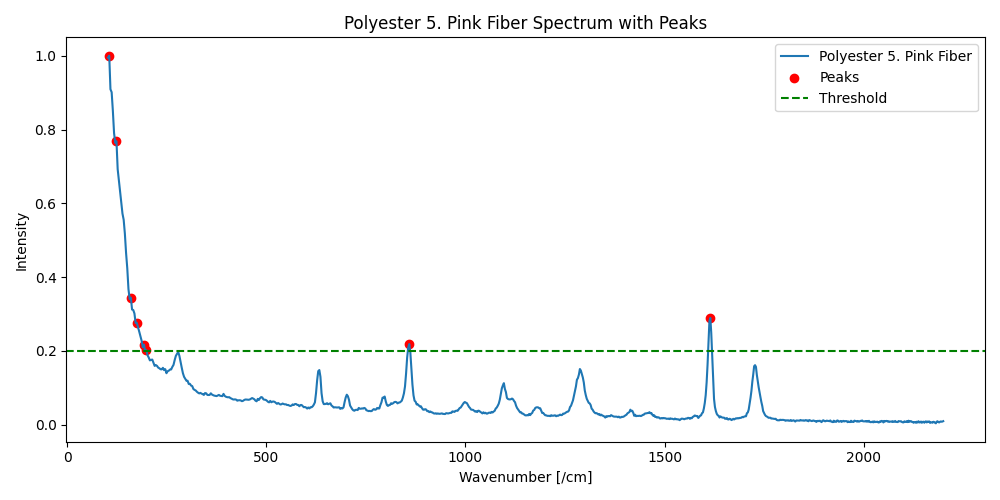 Polyester 5. Pink Fiber Spectrum with Peaks
Polyester 5. Pink Fiber
Peaks
Threshold
Intensity
1.0
0.8
0.6
0.4
0.2
0.0
0
500
1000
1500
2000
Wavenumber [/cm]